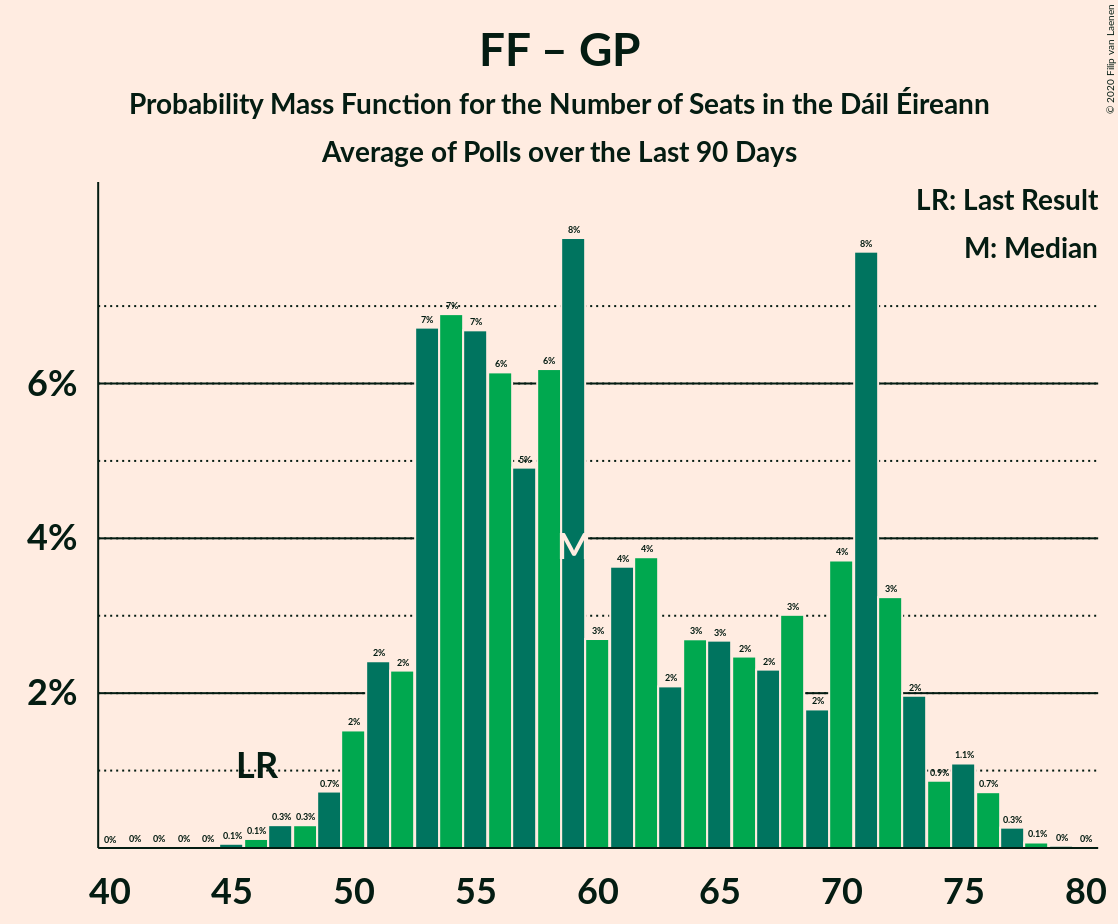 FF – GP
Probability Mass Function for the Number of Seats in the Dáil Éireann
Average of Polls over the Last 90 Days
© 2020 Filip van Laenen
LR: Last Result
M: Median
6%
4%
2%
0% 0% 0% 0% 0% 0.1% 0.1% 0.3% 0.3% 0.7% 2% 2% 2% 7% 7% 7% 6% 5% 6% 8% 3% 4% 4% 2% 3% 3% 2% 2% 3% 2% 4% 8% 3% 2% 0.9% 1.1% 0.7% 0.3% 0.1% 0% 0%
LR
M
40 45 50 55 60 65 70 75 80